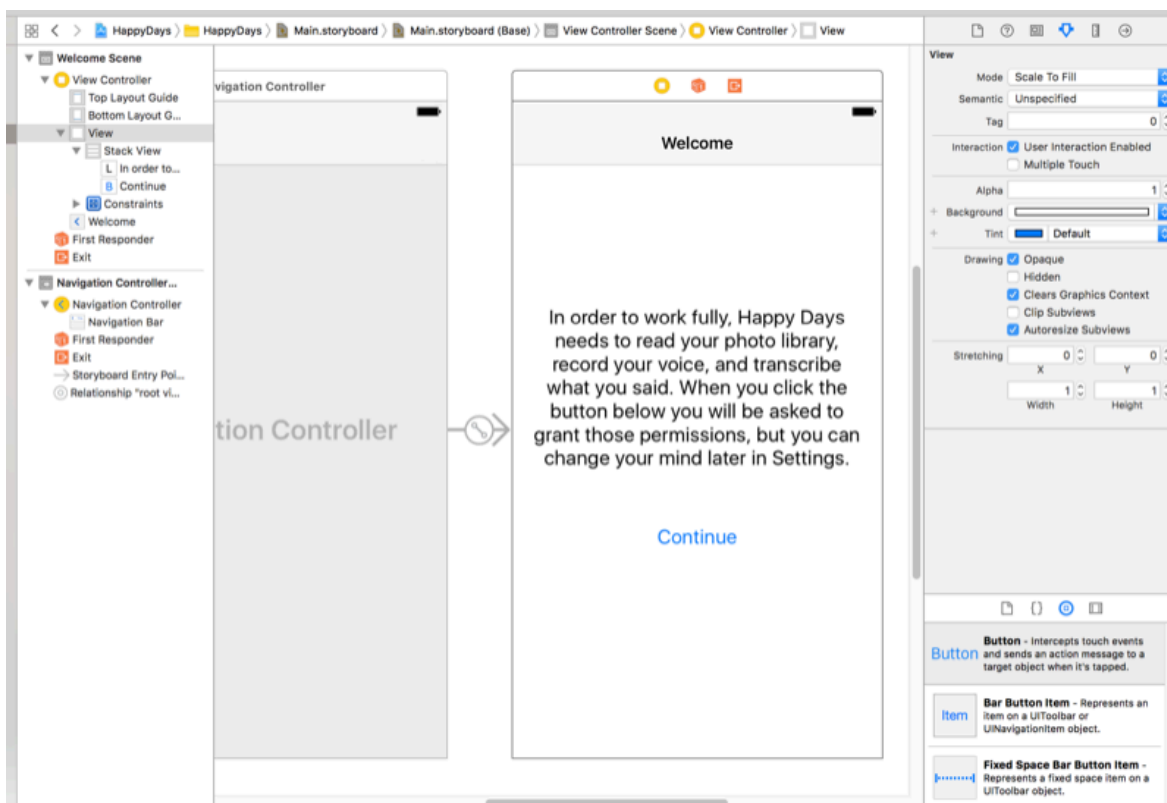 HappyDays HappyDays Main.storyboard Main.storyboard (Base) View Controller Scene View Controller View
Welcome Scene
View Controller
Top Layout Guide
Bottom Layout G...
View
Stack View
L In order to...
B Continue
Constraints
Welcome
First Responder
Exit
Navigation Controller...
Navigation Controller
Navigation Bar
First Responder
Exit
Storyboard Entry Poi...
Relationship "root vi...
vigation Controller
tion Controller
Welcome
In order to work fully, Happy Days
needs to read your photo library,
record your voice, and transcribe
what you said. When you click the
button below you will be asked to
grant those permissions, but you can
change your mind later in Settings.
Continue
View
Mode Scale To Fill
Semantic Unspecified
Tag 0
Interaction User Interaction Enabled
Multiple Touch
Alpha 1
Background
Tint Default
Drawing Opaque
Hidden
Clears Graphics Context
Clip Subviews
Autoresize Subviews
Stretching 0 0
X Y
1 1
Width Height
Button Button - Intercepts touch events
and sends an action message to a
target object when it's tapped.
Item Bar Button Item - Represents an
item on a UIToolbar or
UINavigationItem object.
Fixed Space Bar Button Item -
Represents a fixed space item on a
UIToolbar object.